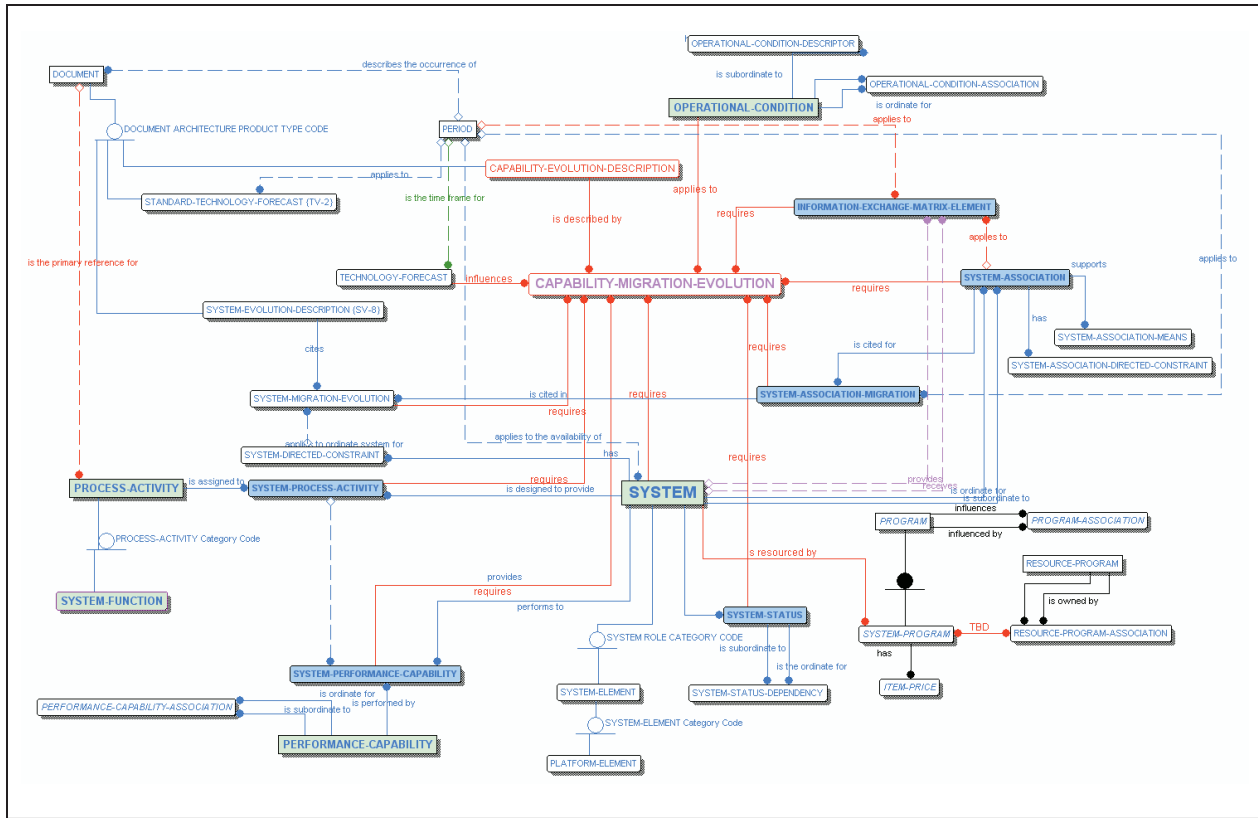 OPERATIONAL-CONDITION-DESCRIPTOR
describes the occurrence of
DOCUMENT
is subordinate to
OPERATIONAL-CONDITION-ASSOCIATION
OPERATIONAL-CONDITION
is ordinate for
applies to
DOCUMENT ARCHITECTURE PRODUCT TYPE CODE
PERIOD
applies to
CAPABILITY-EVOLUTION-DESCRIPTION
applies to
STANDARD-TECHNOLOGY-FORECAST (TV-2)
is the time frame for
is described by
requires
INFORMATION-EXCHANGE-MATRIX-ELEMENT
applies to
is the primary reference for
TECHNOLOGY-FORECAST
influences
CAPABILITY-MIGRATION-EVOLUTION
requires
SYSTEM-ASSOCIATION
supports
applies to
SYSTEM-EVOLUTION-DESCRIPTION (SV-8)
has
SYSTEM-ASSOCIATION-MEANS
cites
requires
is cited for
SYSTEM-ASSOCIATION-DIRECTED-CONSTRAINT
SYSTEM-MIGRATION-EVOLUTION
is cited in
requires
SYSTEM-ASSOCIATION-MIGRATION
requires
applies to ordinate system for
applies to the availability of
SYSTEM-DIRECTED-CONSTRAINT
has
requires
PROCESS-ACTIVITY
is assigned to
SYSTEM-PROCESS-ACTIVITY
requires
is designed to provide
SYSTEM
provides
receives
is ordinate for
is subordinate to
PROCESS-ACTIVITY Category Code
PROGRAM
influences
PROGRAM-ASSOCIATION
influenced by
is resourced by
RESOURCE-PROGRAM
provides
requires
SYSTEM-FUNCTION
is owned by
performs to
SYSTEM-STATUS
SYSTEM ROLE CATEGORY CODE
is subordinate to
SYSTEM-PROGRAM
TBD
RESOURCE-PROGRAM-ASSOCIATION
has
is the ordinate for
SYSTEM-PERFORMANCE-CAPABILITY
is ordinate for
is performed by
SYSTEM-ELEMENT
SYSTEM-STATUS-DEPENDENCY
ITEM-PRICE
PERFORMANCE-CAPABILITY-ASSOCIATION
is subordinate to
SYSTEM-ELEMENT Category Code
PERFORMANCE-CAPABILITY
PLATFORM-ELEMENT